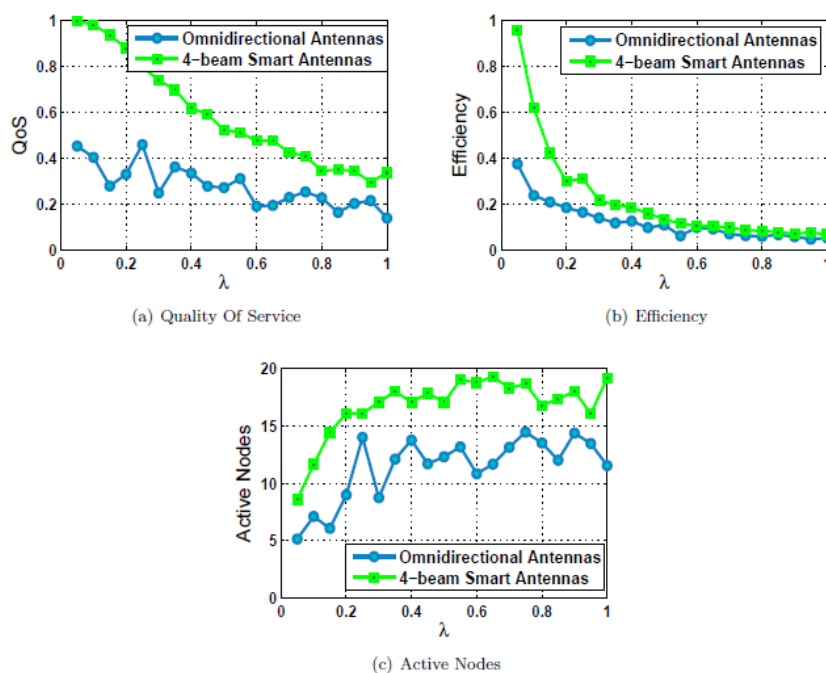 Omnidirectional Antennas
4-beam Smart Antennas
1
0.8
0.6
0.4
0.2
0
QoS
0 0.2 0.4 0.6 0.8 1
λ
(a) Quality Of Service
Omnidirectional Antennas
4-beam Smart Antennas
1
0.8
0.6
0.4
0.2
0
Efficiency
0 0.2 0.4 0.6 0.8 1
λ
(b) Efficiency
20
15
10
5
0
Active Nodes
Omnidirectional Antennas
4-beam Smart Antennas
0 0.2 0.4 0.6 0.8 1
λ
(c) Active Nodes